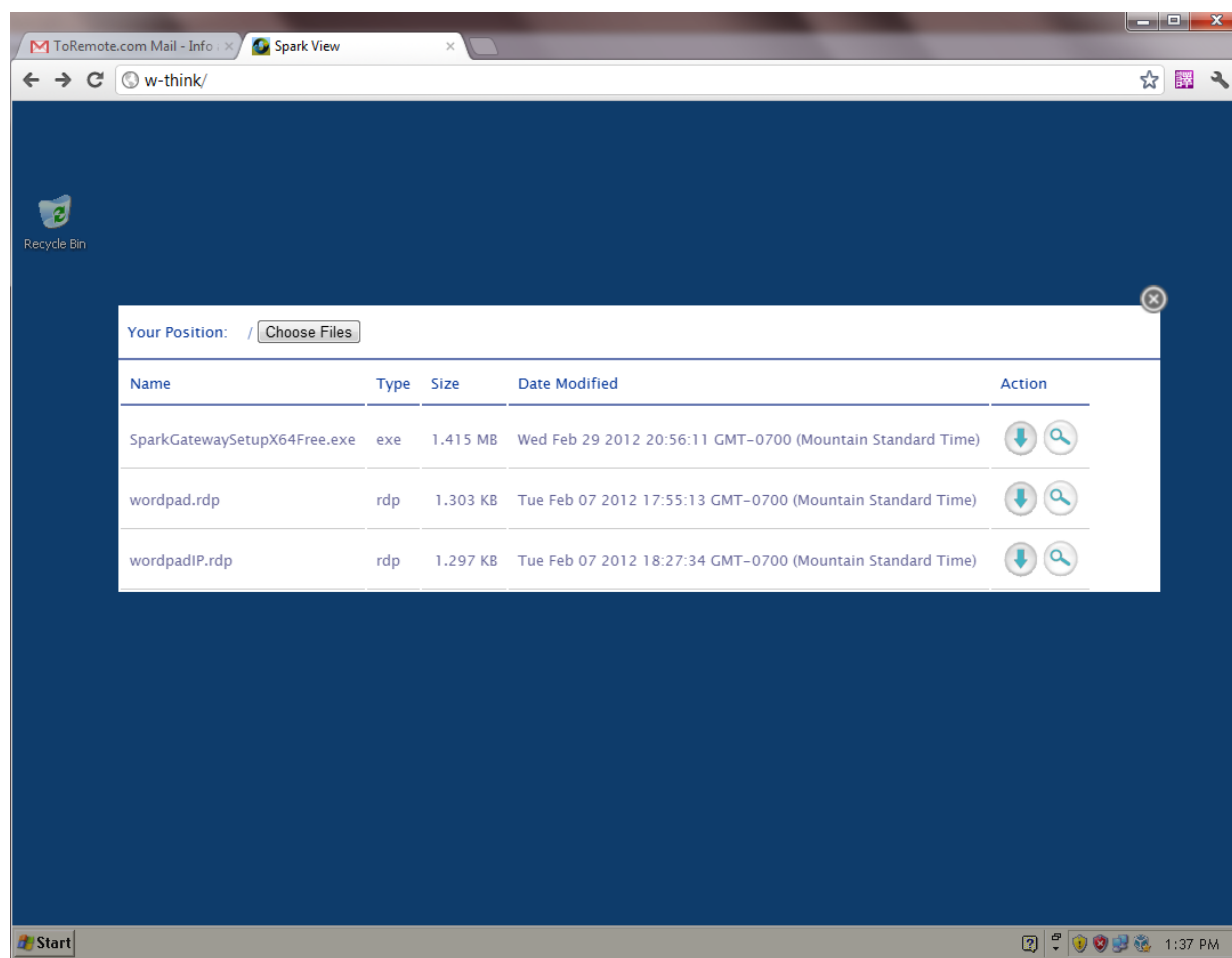 ToRemote.com Mail - Info
Spark View
w-think/
譯
Recycle Bin
Your Position: / Choose Files
Name Type Size Date Modified Action
SparkGatewaySetupX64Free.exe exe 1.415 MB Wed Feb 29 2012 20:56:11 GMT-0700 (Mountain Standard Time)
wordpad.rdp rdp 1.303 KB Tue Feb 07 2012 17:55:13 GMT-0700 (Mountain Standard Time)
wordpadIP.rdp rdp 1.297 KB Tue Feb 07 2012 18:27:34 GMT-0700 (Mountain Standard Time)
Start 1:37 PM